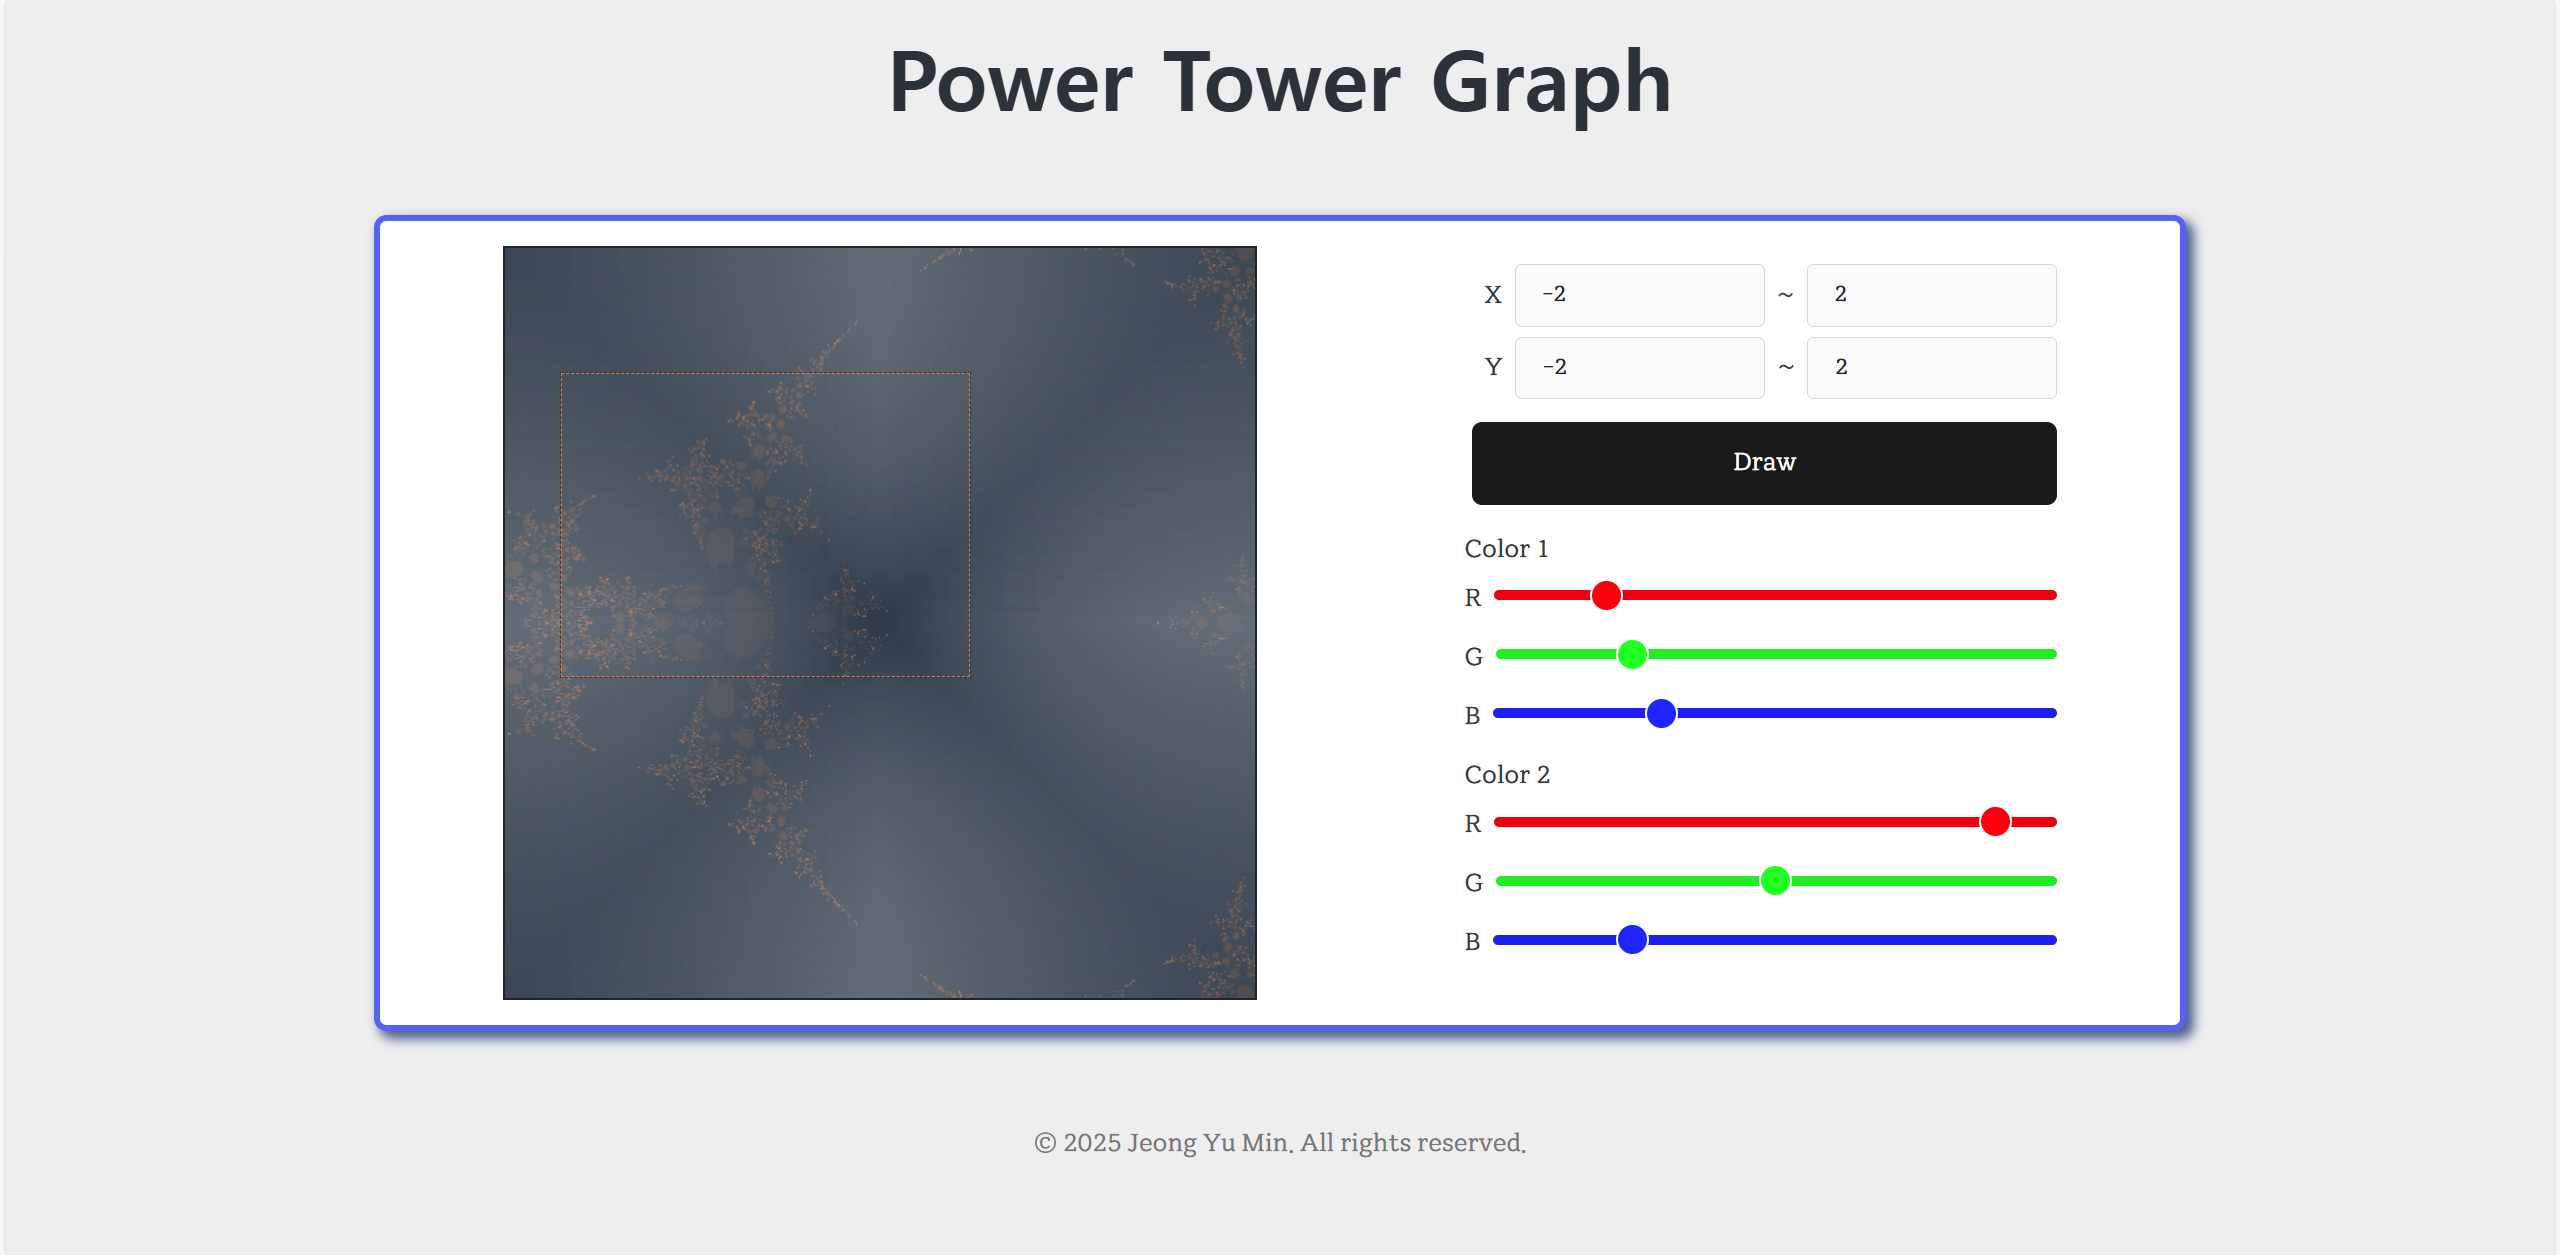 Power Tower Graph
X -2 ~ 2
Y -2 ~ 2
Draw
Color 1
R
G
B
Color 2
R
G
B
© 2025 Jeong Yu Min. All rights reserved.